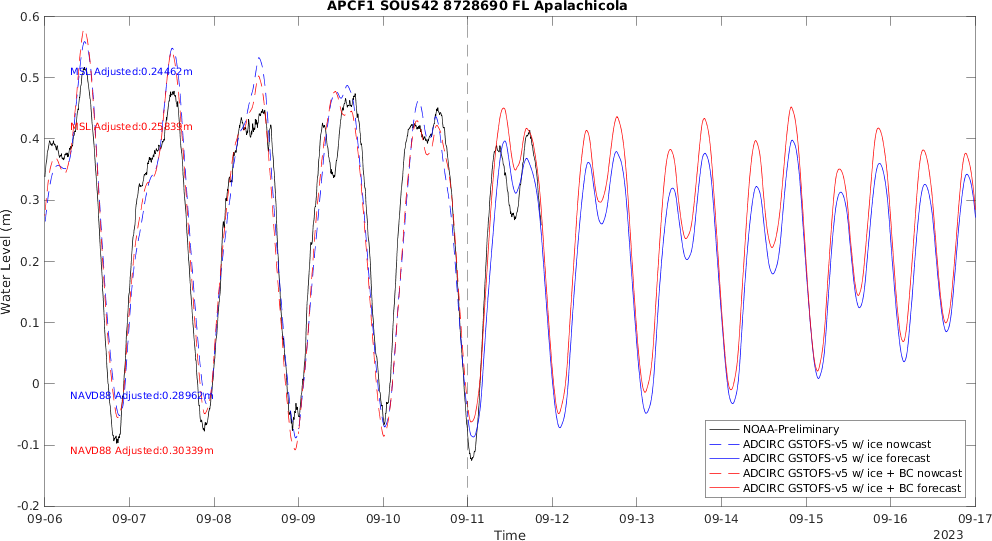 APCF1 SOUS42 8728690 FL Apalachicola
0.6
0.5
0.4
0.3
0.2
0.1
0
-0.1
-0.2
Water Level (m)
MSL Adjusted:0.24462m
MSL Adjusted:0.25839m
NAVD88 Adjusted:0.28962m
NAVD88 Adjusted:0.30339m
NOAA-Preliminary
ADCIRC GSTOFS-v5 w/ ice nowcast
ADCIRC GSTOFS-v5 w/ ice forecast
ADCIRC GSTOFS-v5 w/ ice + BC nowcast
ADCIRC GSTOFS-v5 w/ ice + BC forecast
09-06 09-07 09-08 09-09 09-10 09-11 09-12 09-13 09-14 09-15 09-16 09-17
Time
2023